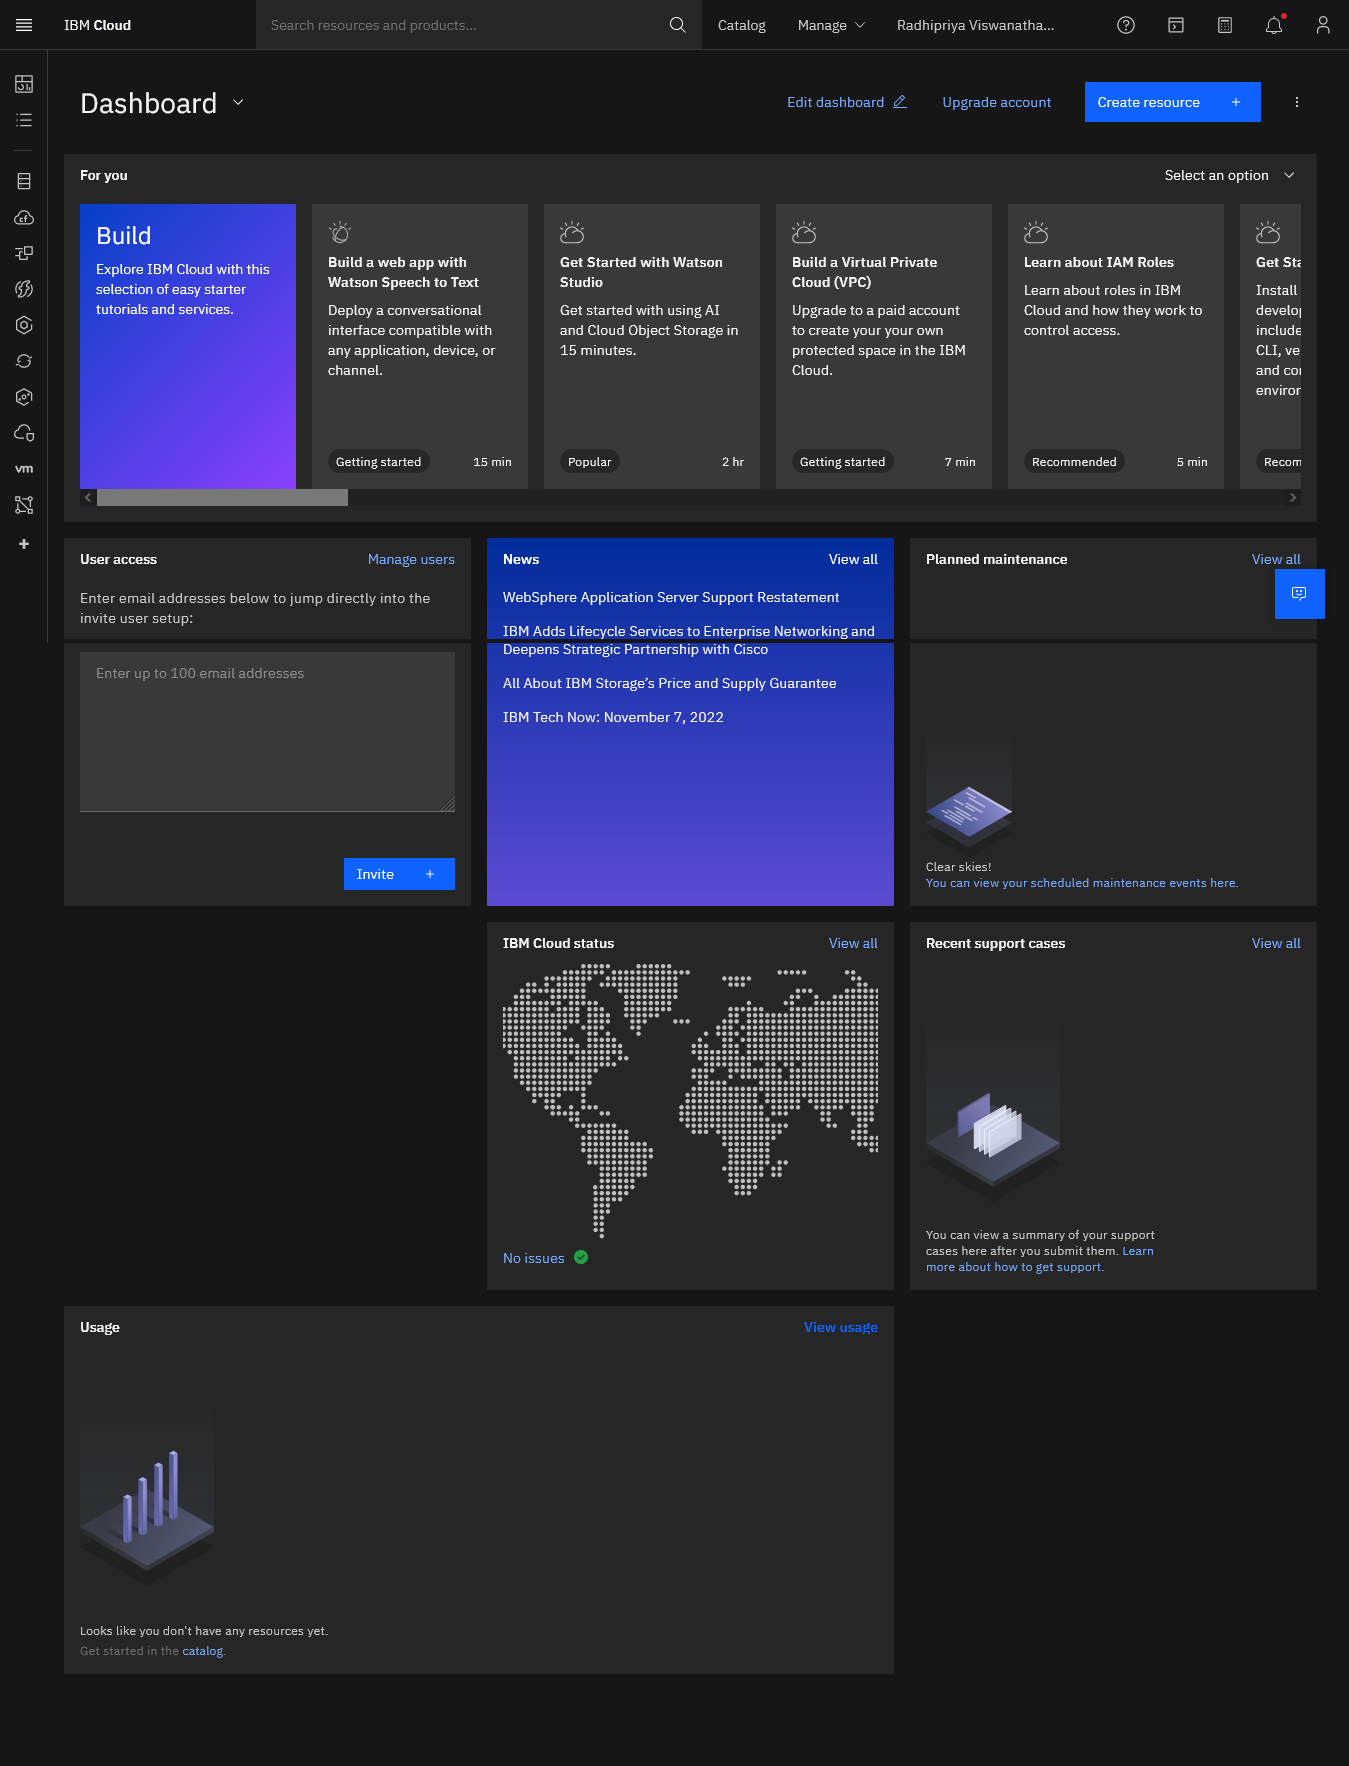 IBM Cloud
Search resources and products...
Catalog
Manage
Radhipriya Viswanatha...
Dashboard
Edit dashboard
Upgrade account
Create resource +
For you
Select an option
Build
Explore IBM Cloud with this
selection of easy starter
tutorials and services.
Build a web app with
Watson Speech to Text
Deploy a conversational
interface compatible with
any application, device, or
channel.
Getting started 15 min
Get Started with Watson
Studio
Get started with using AI
and Cloud Object Storage in
15 minutes.
Popular 2 hr
Build a Virtual Private
Cloud (VPC)
Upgrade to a paid account
to create your your own
protected space in the IBM
Cloud.
Getting started 7 min
Learn about IAM Roles
Learn about roles in IBM
Cloud and how they work to
control access.
Recommended 5 min
Get Sta
Install
develop
include
CLI, ve
and co
environ
Recom
cf
vm
+
User access Manage users
Enter email addresses below to jump directly into the
invite user setup:
Enter up to 100 email addresses
Invite +
News View all
WebSphere Application Server Support Restatement
IBM Adds Lifecycle Services to Enterprise Networking and
Deepens Strategic Partnership with Cisco
All About IBM Storage’s Price and Supply Guarantee
IBM Tech Now: November 7, 2022
Planned maintenance View all
Clear skies!
You can view your scheduled maintenance events here.
IBM Cloud status View all
No issues
Recent support cases View all
You can view a summary of your support
cases here after you submit them. Learn
more about how to get support.
Usage View usage
Looks like you don't have any resources yet.
Get started in the catalog.